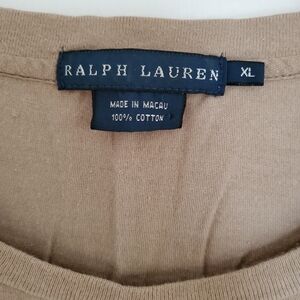 RALPH LAUREN
XL
MADE IN MACAU
100% COTTON